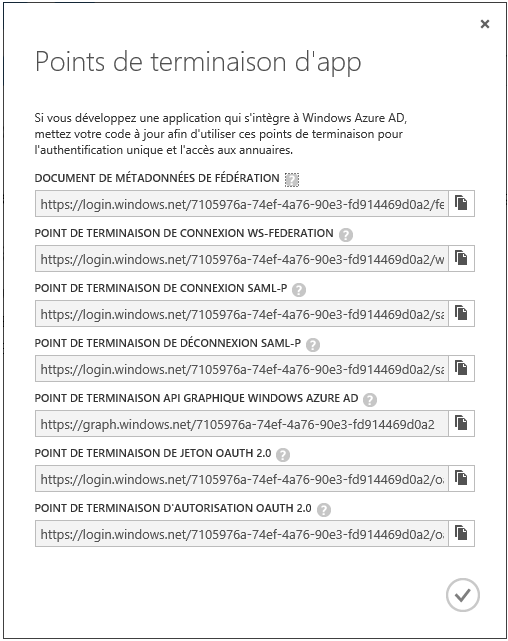 Points de terminaison d'app
Si vous développez une application qui s'intègre à Windows Azure AD,
mettez votre code à jour afin d'utiliser ces points de terminaison pour
l'authentification unique et l'accès aux annuaires.
DOCUMENT DE MÉTADONNÉES DE FÉDÉRATION ?
https://login.windows.net/7105976a-74ef-4a76-90e3-fd914469d0a2/fe
POINT DE TERMINAISON DE CONNEXION WS-FEDERATION ?
https://login.windows.net/7105976a-74ef-4a76-90e3-fd914469d0a2/w
POINT DE TERMINAISON DE CONNEXION SAML-P ?
https://login.windows.net/7105976a-74ef-4a76-90e3-fd914469d0a2/sa
POINT DE TERMINAISON DE DÉCONNEXION SAML-P ?
https://login.windows.net/7105976a-74ef-4a76-90e3-fd914469d0a2/sa
POINT DE TERMINAISON API GRAPHIQUE WINDOWS AZURE AD ?
https://graph.windows.net/7105976a-74ef-4a76-90e3-fd914469d0a2
POINT DE TERMINAISON DE JETON OAUTH 2.0 ?
https://login.windows.net/7105976a-74ef-4a76-90e3-fd914469d0a2/o
POINT DE TERMINAISON D'AUTORISATION OAUTH 2.0 ?
https://login.windows.net/7105976a-74ef-4a76-90e3-fd914469d0a2/o